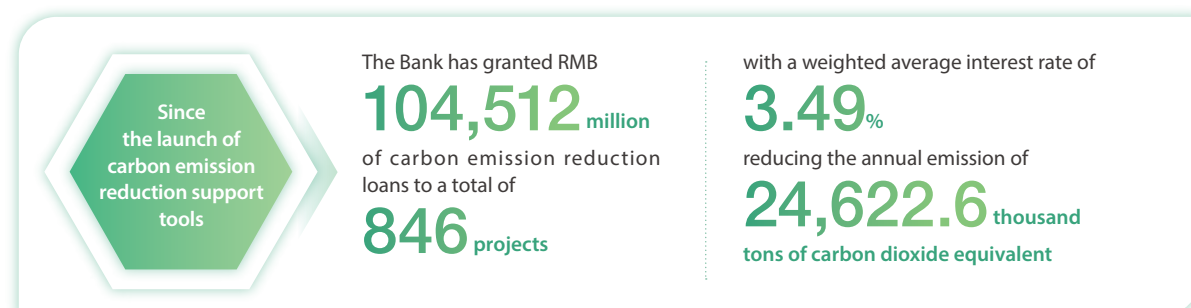 Since
the launch of
carbon emission
reduction support
tools
The Bank has granted RMB
104,512 million
of carbon emission reduction
loans to a total of
846 projects
with a weighted average interest rate of
3.49%
reducing the annual emission of
24,622.6 thousand
tons of carbon dioxide equivalent